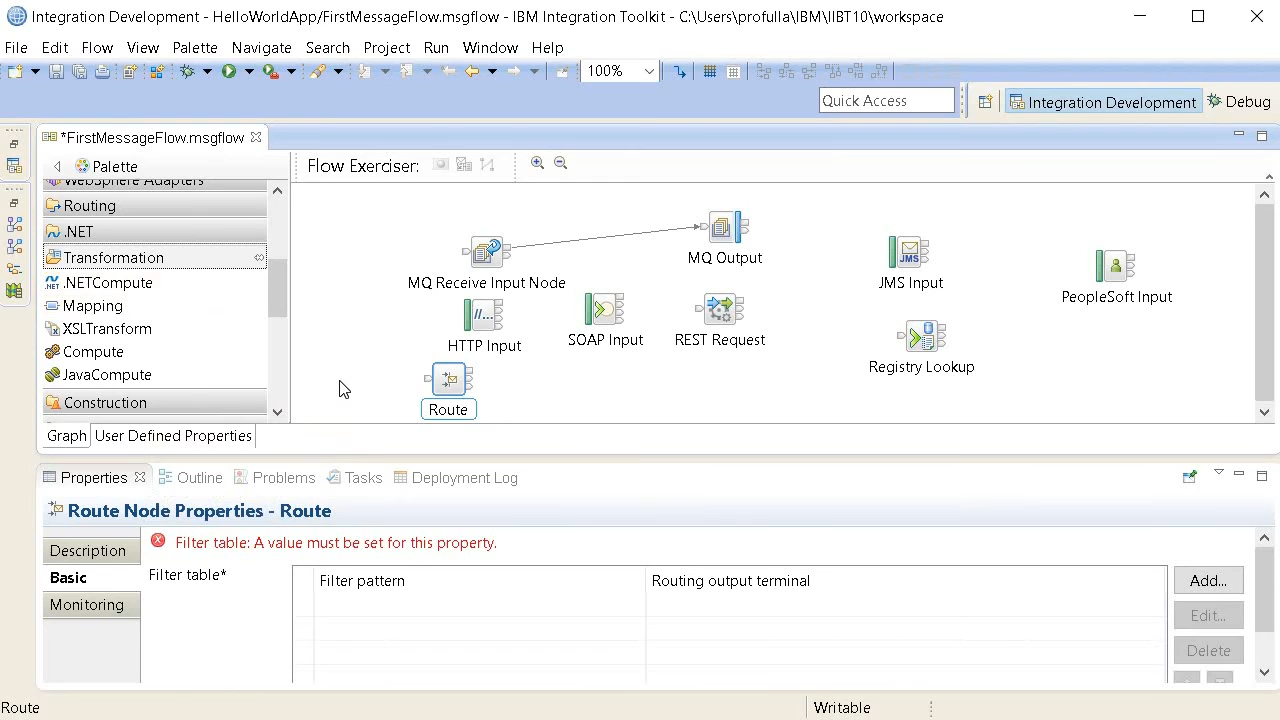 Integration Development - HelloWorldApp/FirstMessageFlow.msgflow - IBM Integration Toolkit - C:\Users\profulla\IBM\IIBT10\workspace
File Edit Flow View Palette Navigate Search Project Run Window Help
100%
Quick Access
Integration Development
Debug
*FirstMessageFlow.msgflow
Palette
Flow Exerciser:
WebSphere Adapters
Routing
.NET
Transformation
.NETCompute
Mapping
XSLTransform
Compute
JavaCompute
Construction
MQ Output
MQ Receive Input Node
JMS Input
PeopleSoft Input
HTTP Input
SOAP Input
REST Request
Registry Lookup
Route
Graph
User Defined Properties
Properties
Outline
Problems
Tasks
Deployment Log
Route Node Properties - Route
Description
Basic
Monitoring
Filter table: A value must be set for this property.
Filter table*
Filter pattern
Routing output terminal
Add...
Edit...
Delete
Route
Writable